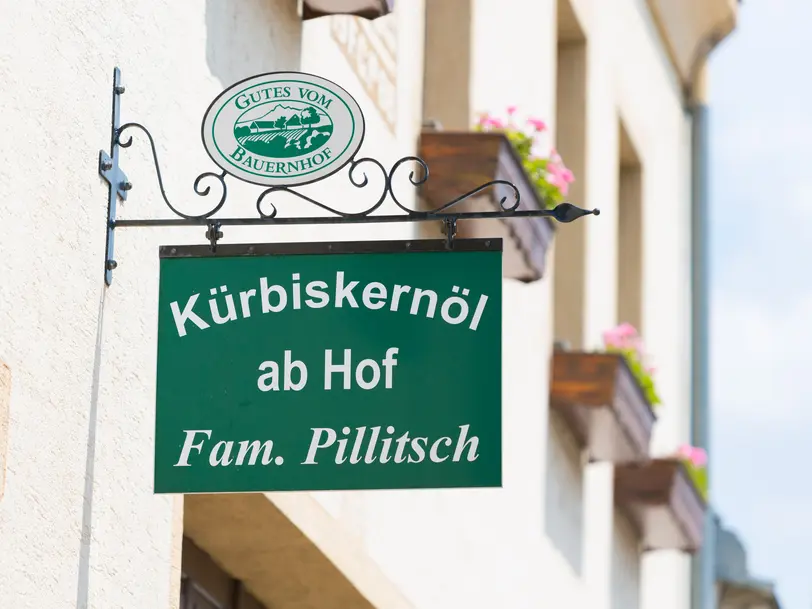 GUTES VOM
BAUERNHOF
Kürbiskernöl
ab Hof
Fam. Pillitsch